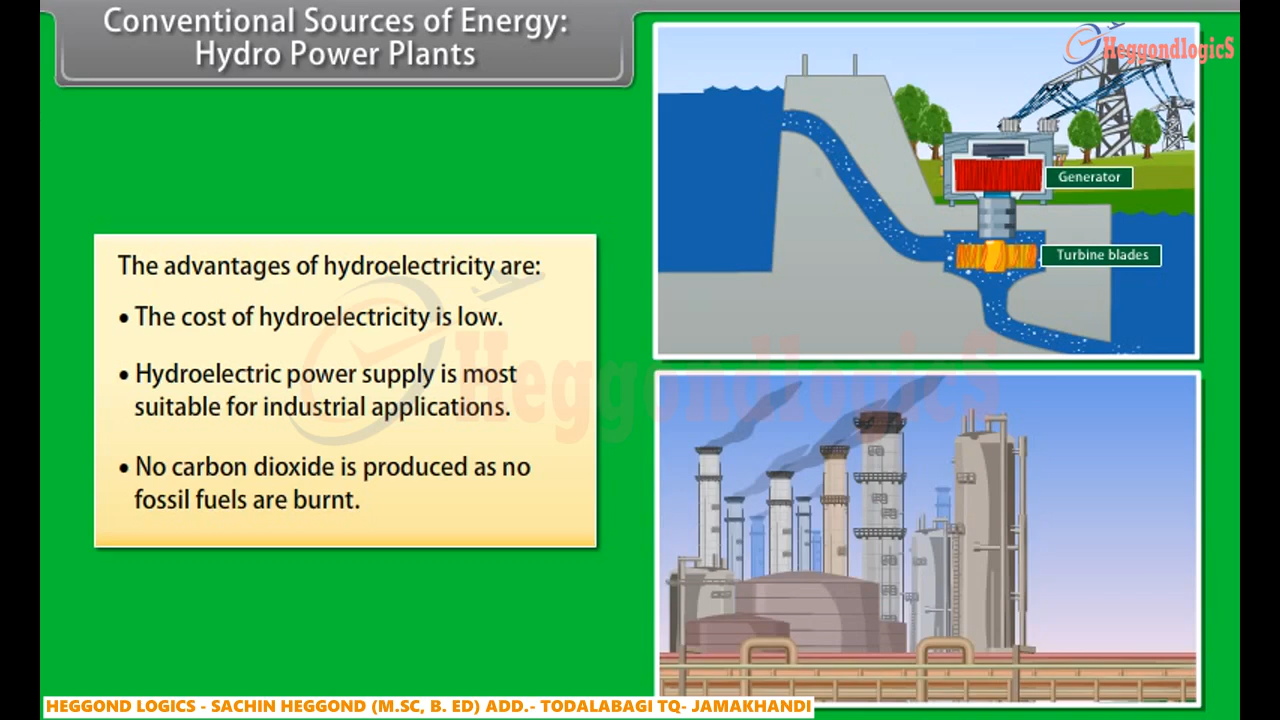 Conventional Sources of Energy:
Hydro Power Plants
HeggondlogicS
Generator
Turbine blades
The advantages of hydroelectricity are:
• The cost of hydroelectricity is low.
• Hydroelectric power supply is most
suitable for industrial applications.
• No carbon dioxide is produced as no
fossil fuels are burnt.
HeggondlogicS
HEGGOND LOGICS - SACHIN HEGGOND (M.SC, B. ED) ADD.- TODALABAGI TQ- JAMAKHANDI